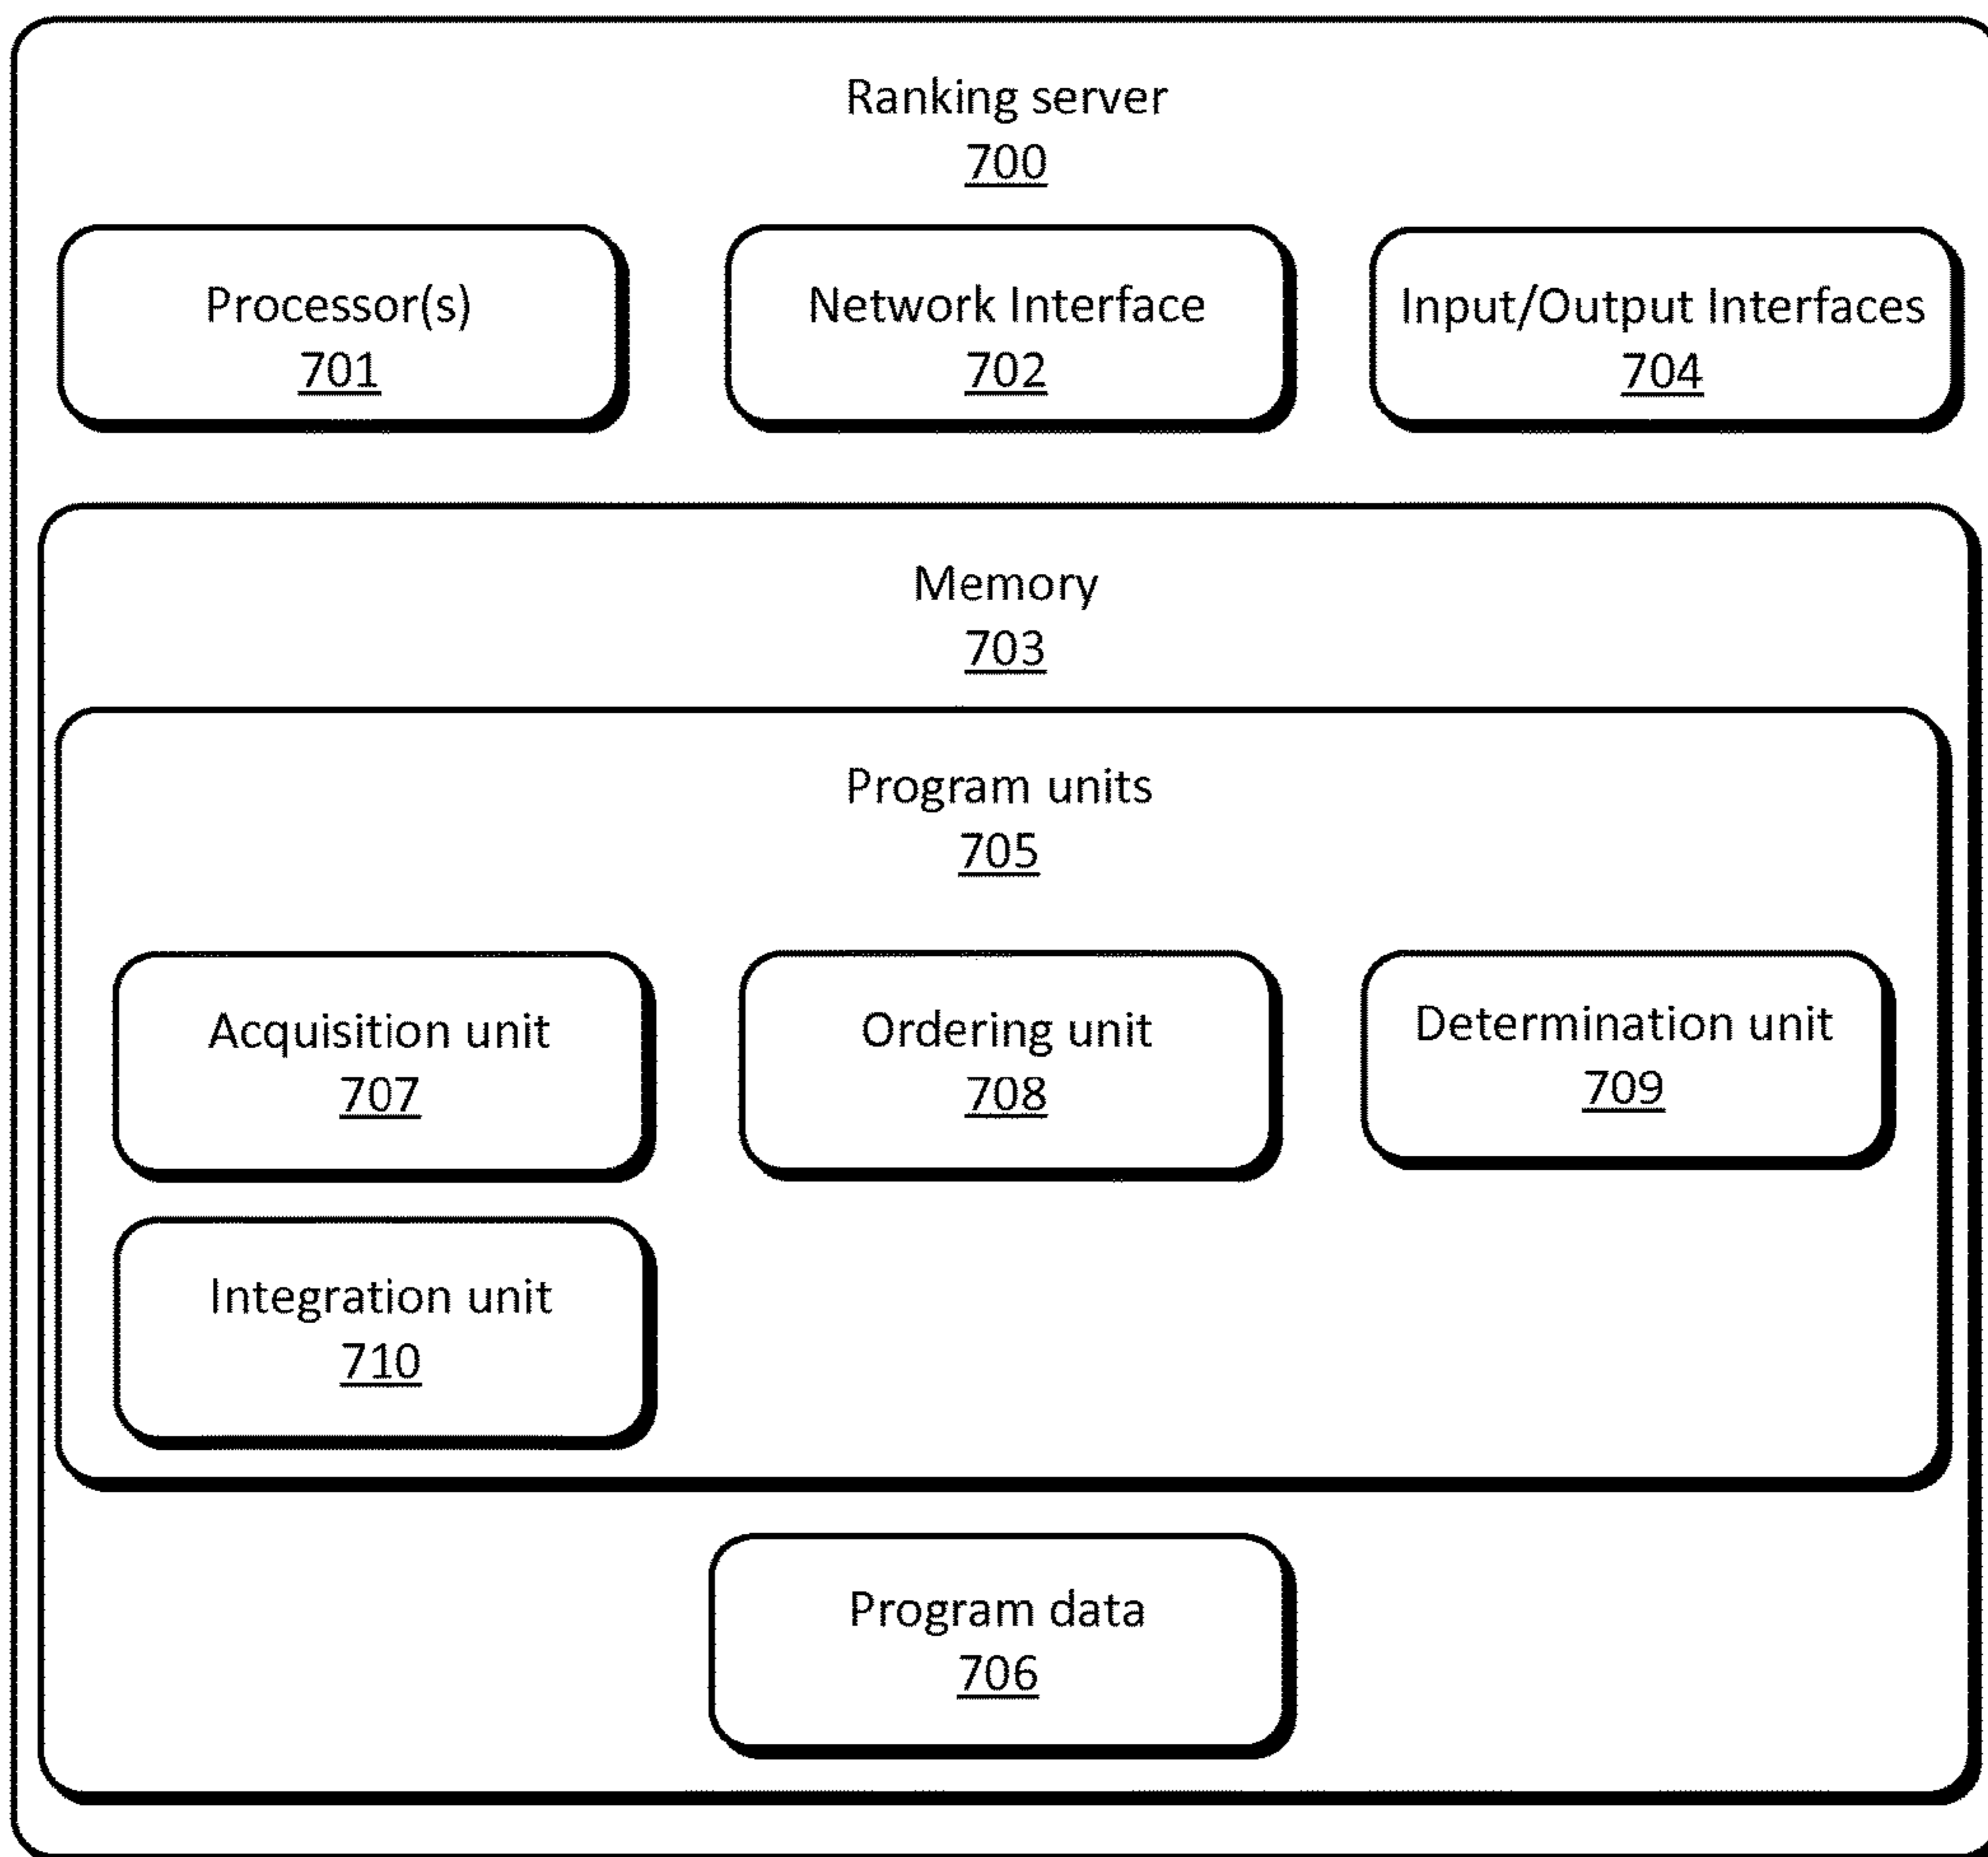 Ranking server
700
Processor(s)
701
Network Interface
702
Input/Output Interfaces
704
Memory
703
Program units
705
Acquisition unit
707
Ordering unit
708
Determination unit
709
Integration unit
710
Program data
706